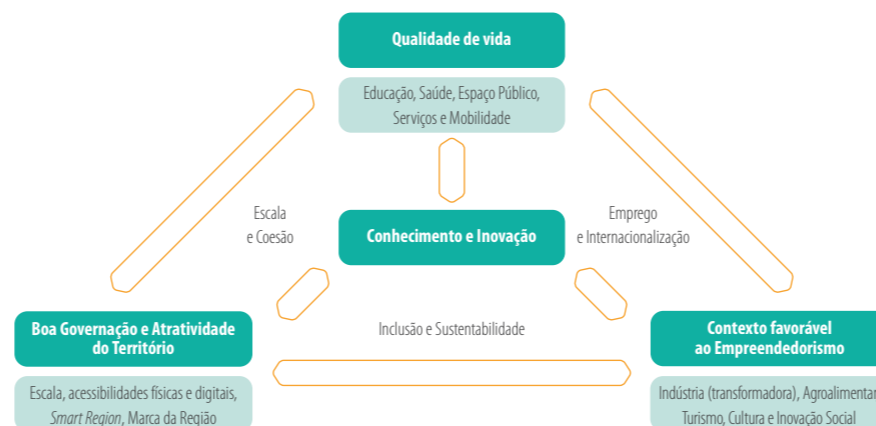 Qualidade de vida
Educação, Saúde, Espaço Público,
Serviços e Mobilidade
Escala
e Coesão
Conhecimento e Inovação
Emprego
e Internacionalização
Boa Governação e Atratividade
do Território
Inclusão e Sustentabilidade
Contexto favorável
ao Empreendedorismo
Escala, acessibilidades físicas e digitais,
Smart Region, Marca da Região
Indústria (transformadora), Agroalimentar,
Turismo, Cultura e Inovação Social